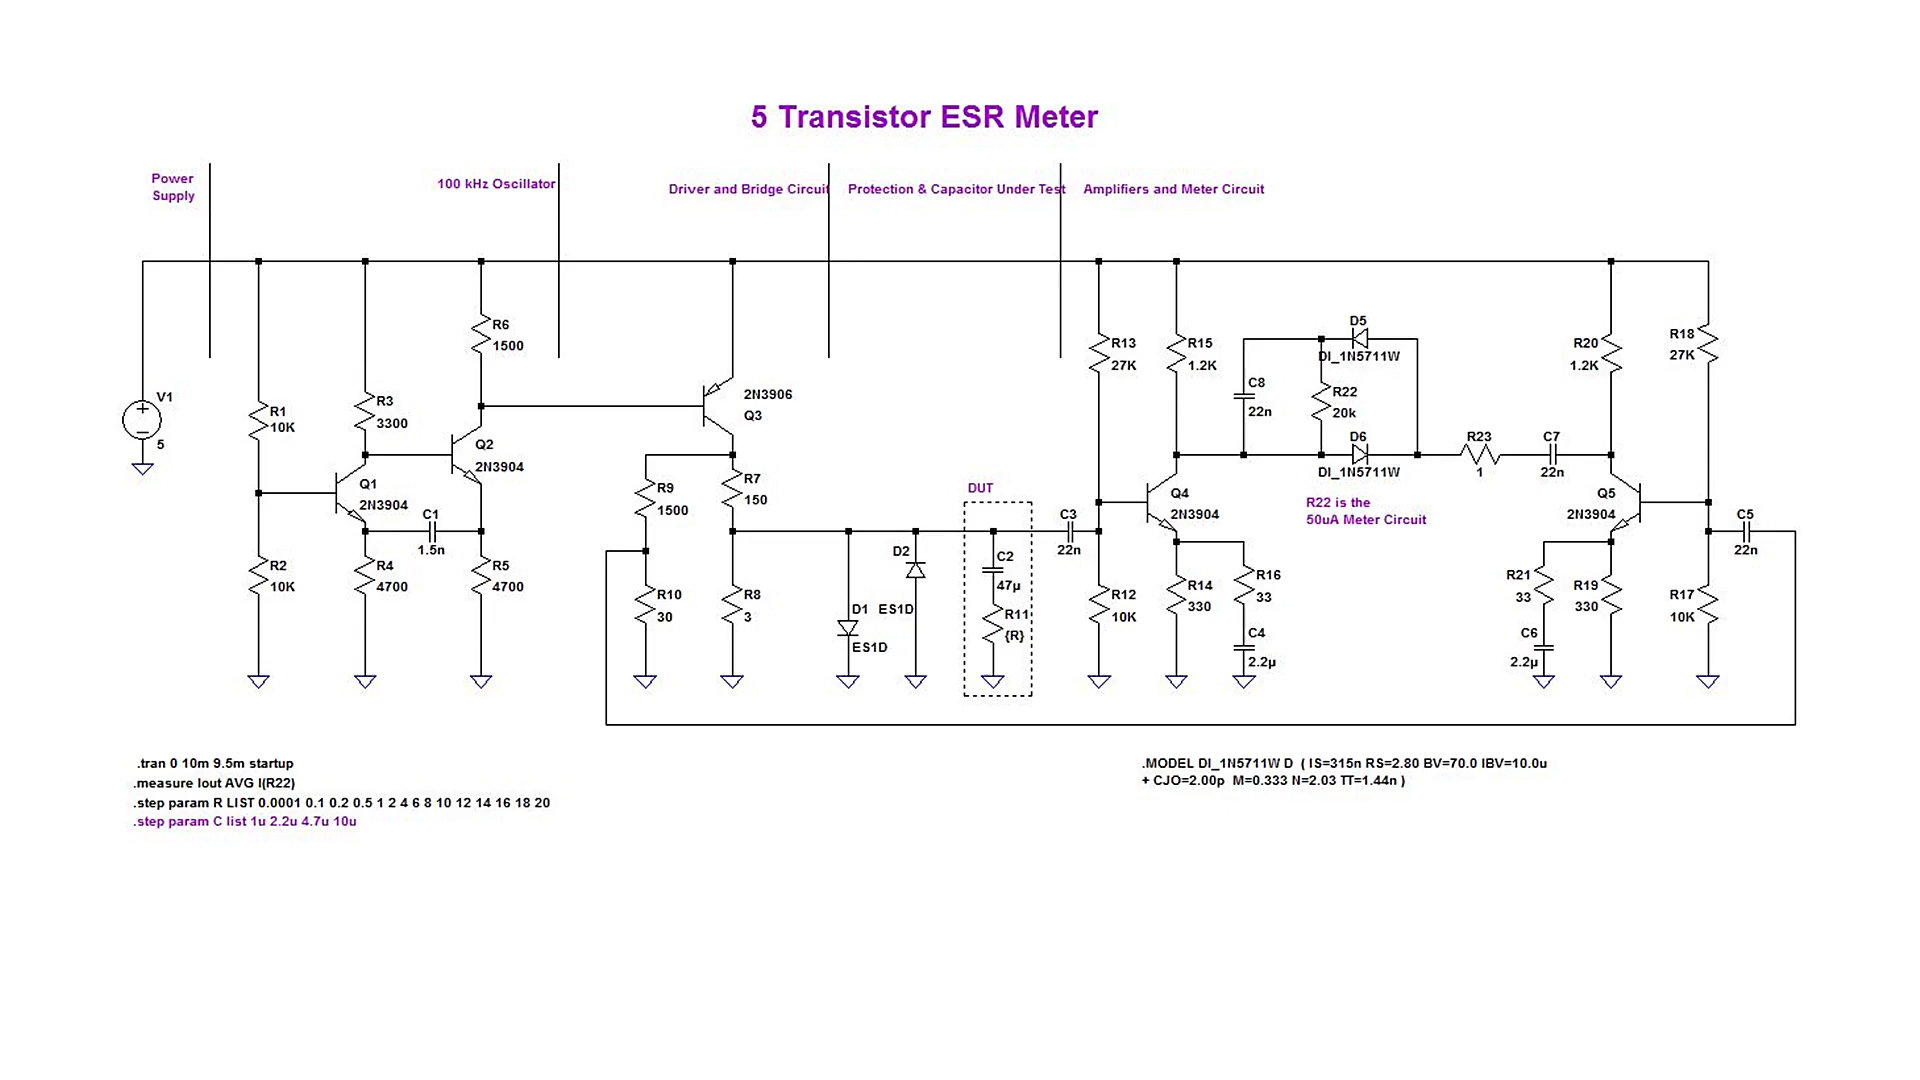 5 Transistor ESR Meter
Power
Supply
100 kHz Oscillator
Driver and Bridge Circuit
Protection & Capacitor Under Test
Amplifiers and Meter Circuit
V1
5
R1
10K
R2
10K
R3
3300
Q1
2N3904
R4
4700
C1
1.5n
R6
1500
Q2
2N3904
R5
4700
2N3906
Q3
R9
1500
R7
150
R10
30
R8
3
D1
ES1D
D2
ES1D
DUT
C2
47µ
R11
{R}
C3
22n
R13
27K
R12
10K
R15
1.2K
Q4
2N3904
R14
330
R16
33
C4
2.2µ
C8
22n
D5
DI_1N5711W
R22
20k
D6
DI_1N5711W
R22 is the
50uA Meter Circuit
R23
1
C7
22n
R20
1.2K
R18
27K
Q5
2N3904
R21
33
R19
330
C6
2.2µ
R17
10K
C5
22n
.tran 0 10m 9.5m startup
.measure Iout AVG I(R22)
.step param R LIST 0.0001 0.1 0.2 0.5 1 2 4 6 8 10 12 14 16 18 20
.step param C list 1u 2.2u 4.7u 10u
.MODEL DI_1N5711W D ( IS=315n RS=2.80 BV=70.0 IBV=10.0u
+ CJO=2.00p M=0.333 N=2.03 TT=1.44n )